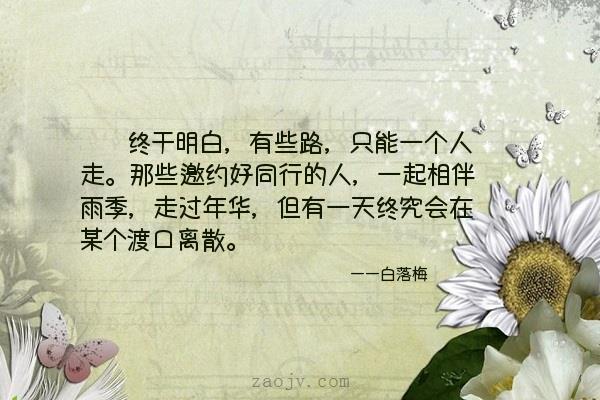 终于明白，有些路，只能一个人
走。那些邀约好同行的人，一起相伴
雨季，走过年华，但有一天终究会在
某个渡口离散。
——白落梅
zaojv.com